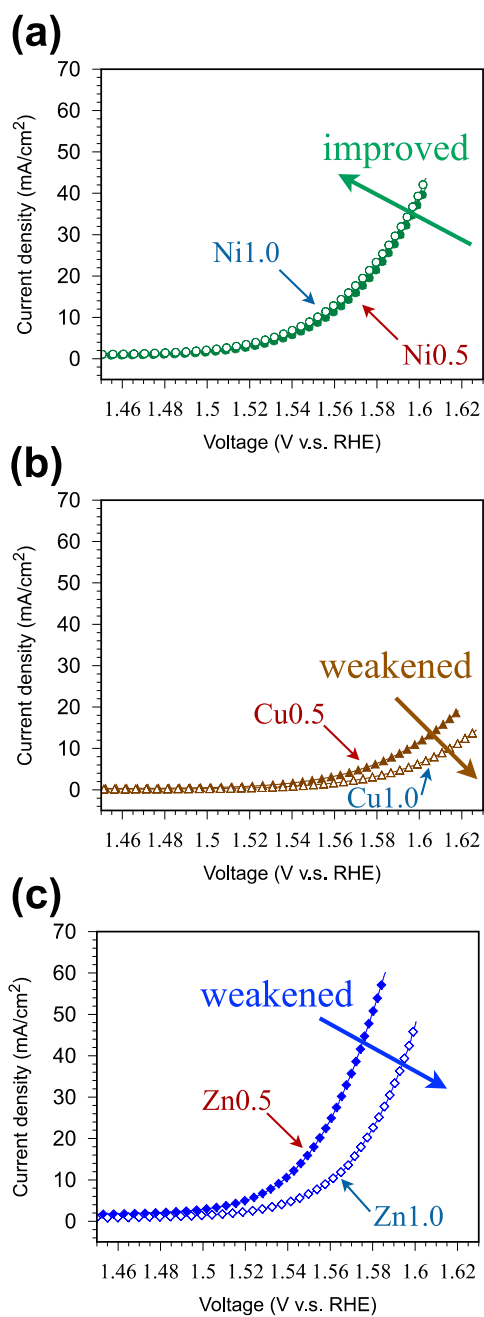 (a)
70
60
50
40
30
20
10
0
Current density (mA/cm²)
improved
Ni1.0
Ni0.5
1.46 1.48 1.5 1.52 1.54 1.56 1.58 1.6 1.62
Voltage (V v.s. RHE)
(b)
70
60
50
40
30
20
10
0
Current density (mA/cm²)
weakened
Cu0.5
Cu1.0
1.46 1.48 1.5 1.52 1.54 1.56 1.58 1.6 1.62
Voltage (V v.s. RHE)
(c)
70
60
50
40
30
20
10
0
Current density (mA/cm²)
weakened
Zn0.5
Zn1.0
1.46 1.48 1.5 1.52 1.54 1.56 1.58 1.6 1.62
Voltage (V v.s. RHE)